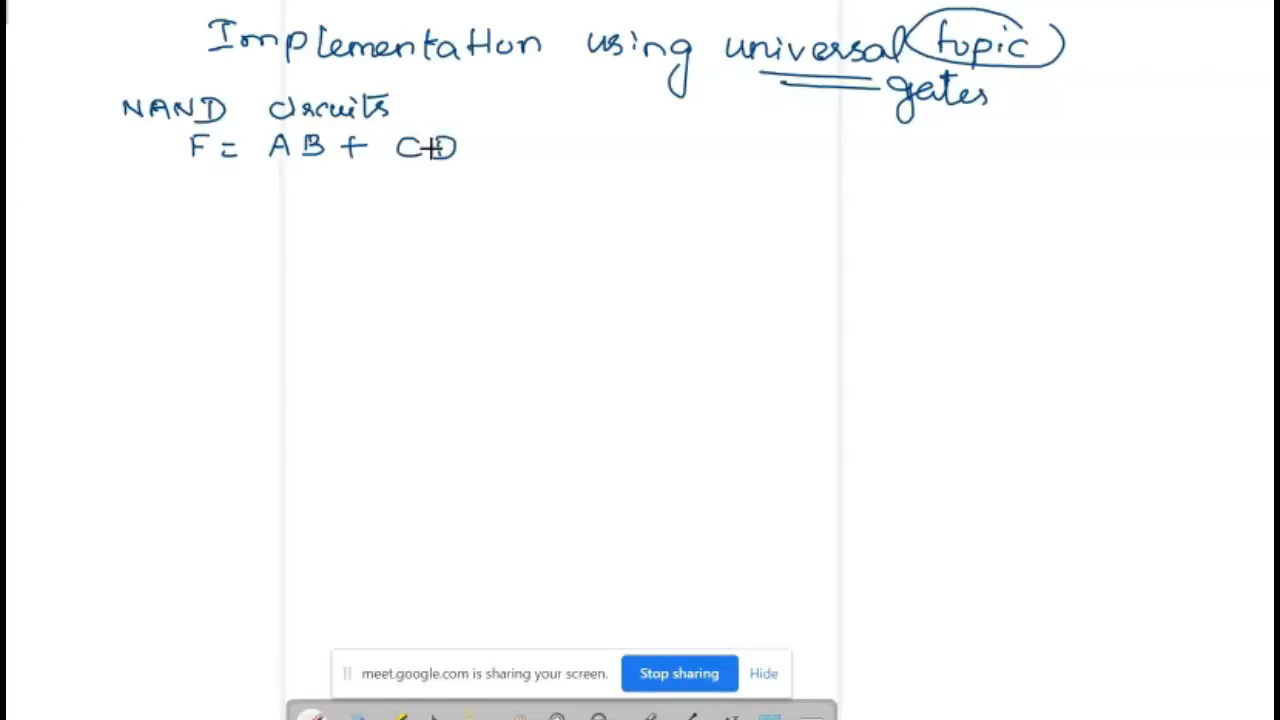 Implementation using universal (topic)
gates
NAND circuits
F = AB + CD
meet.google.com is sharing your screen. Stop sharing Hide